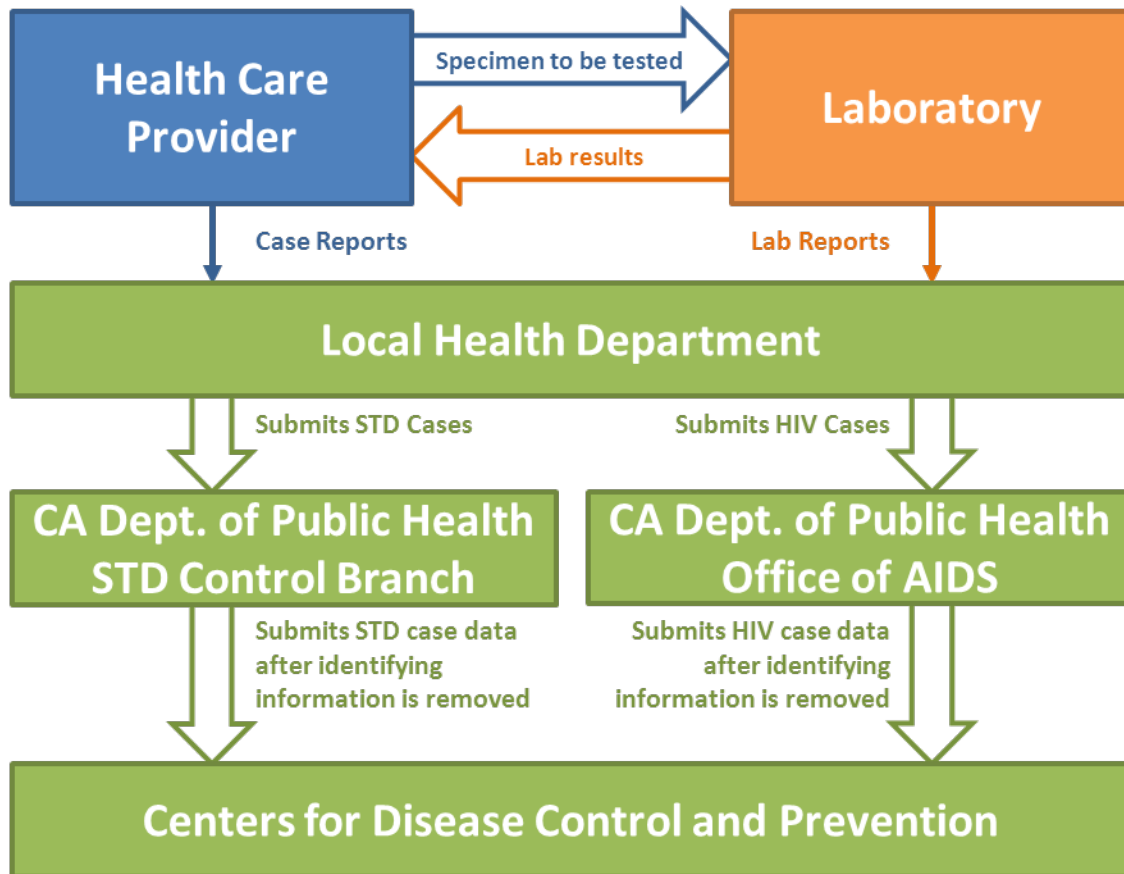 Health Care
Provider
Specimen to be tested
Lab results
Laboratory
Case Reports
Lab Reports
Local Health Department
Submits STD Cases
Submits HIV Cases
CA Dept. of Public Health
STD Control Branch
CA Dept. of Public Health
Office of AIDS
Submits STD case data
after identifying
information is removed
Submits HIV case data
after identifying
information is removed
Centers for Disease Control and Prevention